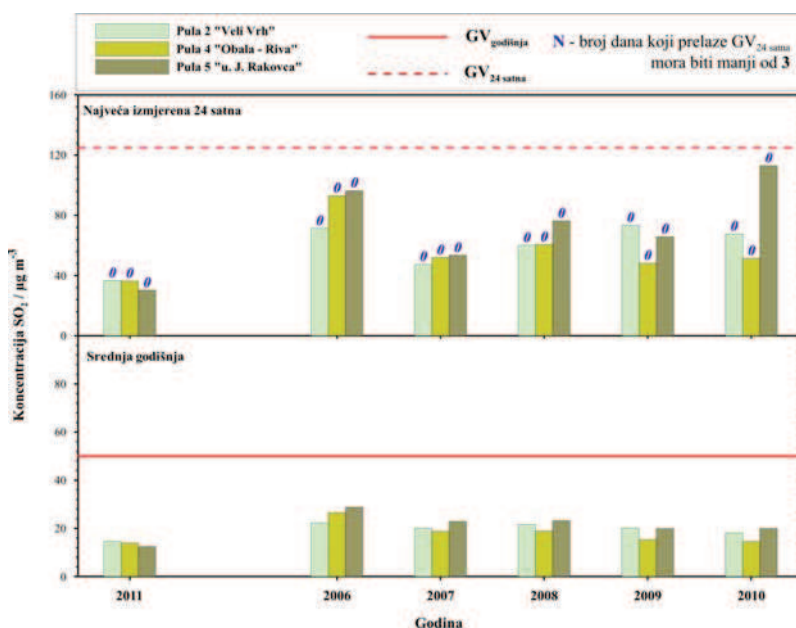 Pula 2 "Veli Vrh"
Pula 4 "Obala - Riva"
Pula 5 "u. J. Rakovca"
GVgodišnja
GV24 satna
N - broj dana koji prelaze GV24 satna
mora biti manji od 3
Koncentracija SO2 / µg m-3
Najveća izmjerena 24 satna
160
120
80
40
0
0 0 0
0 0 0
0 0 0
0 0 0
0 0 0
0 0 0
Srednja godišnja
80
60
40
20
0
2011 2006 2007 2008 2009 2010
Godina